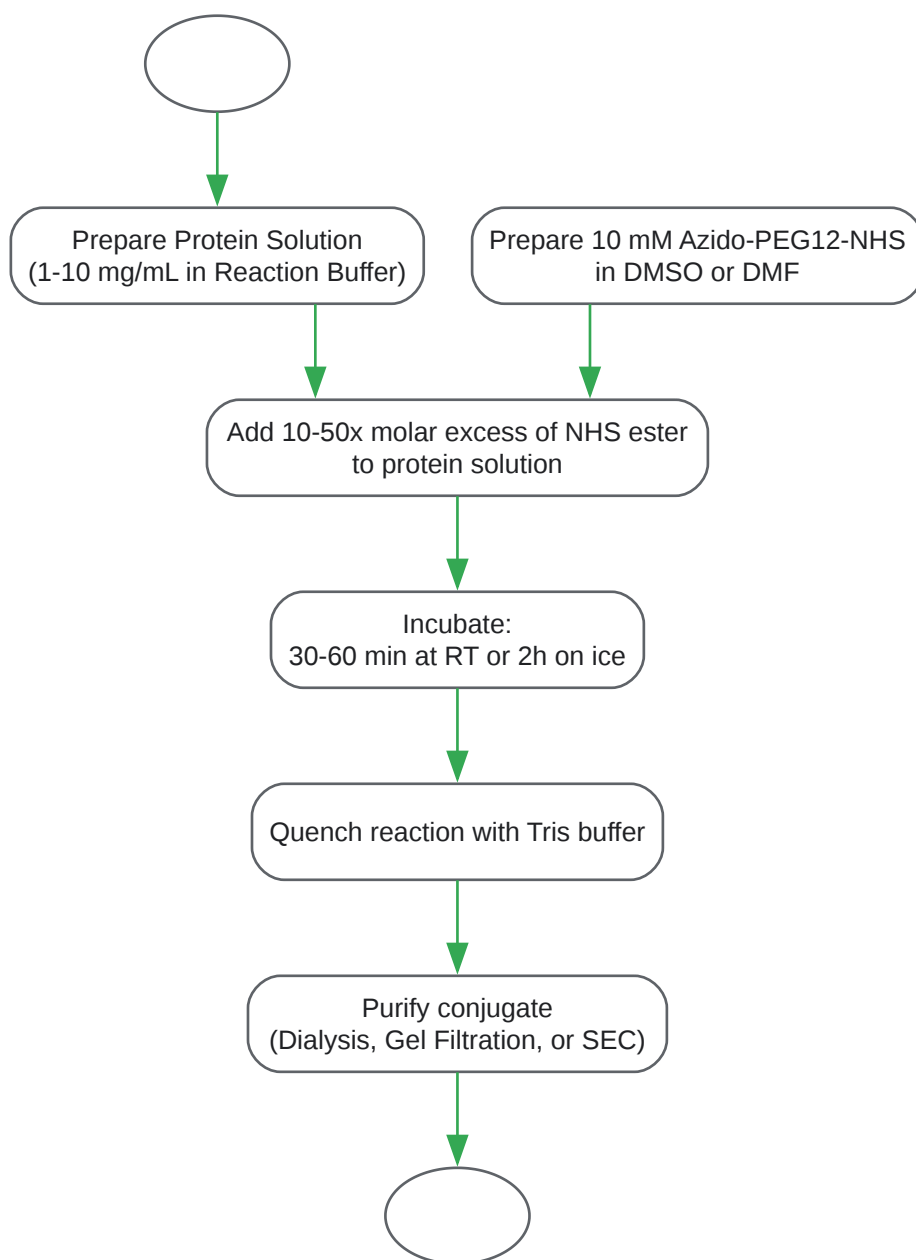 Prepare Protein Solution
(1-10 mg/mL in Reaction Buffer)
Prepare 10 mM Azido-PEG12-NHS
in DMSO or DMF
Add 10-50x molar excess of NHS ester
to protein solution
Incubate:
30-60 min at RT or 2h on ice
Quench reaction with Tris buffer
Purify conjugate
(Dialysis, Gel Filtration, or SEC)